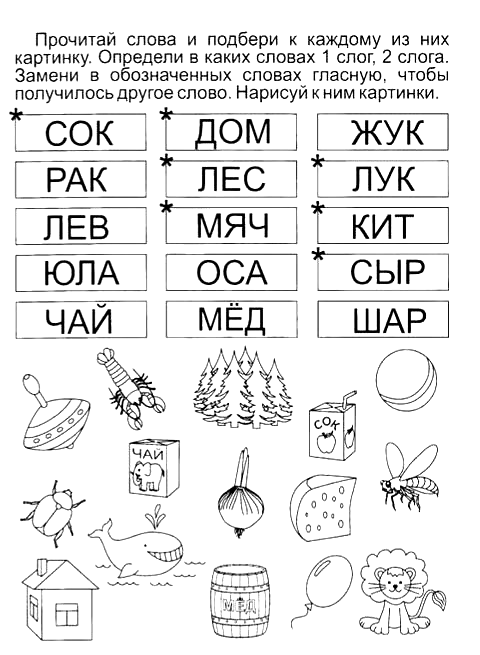 Прочитай слова и подбери к каждому из них
картинку. Определи в каких словах 1 слог, 2 слога.
Замени в обозначенных словах гласную, чтобы
получилось другое слово. Нарисуй к ним картинки.
* СОК * ДОМ ЖУК
РАК * ЛЕС * ЛУК
ЛЕВ * МЯЧ * КИТ
ЮЛА ОСА * СЫР
ЧАЙ МЁД ШАР
СОК
ЧАЙ
МЁД